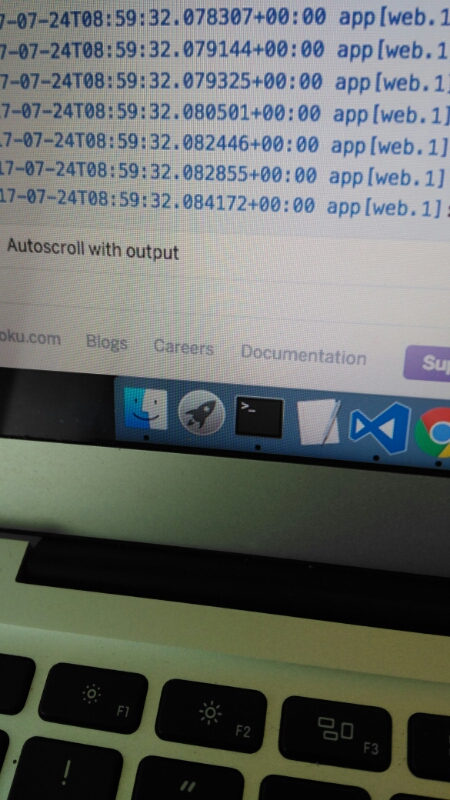 7-07-24T08:59:32.078307+00:00 app[web.1
7-07-24T08:59:32.079144+00:00 app[web.1
7-07-24T08:59:32.079325+00:00 app[web.1]
17-07-24T08:59:32.080501+00:00 app[web.1]
17-07-24T08:59:32.082446+00:00 app[web.1]
17-07-24T08:59:32.082855+00:00 app[web.1]
17-07-24T08:59:32.084172+00:00 app[web.1]:
Autoscroll with output
oku.com Blogs Careers Documentation Sup
>_
F1 F2 F3
! "